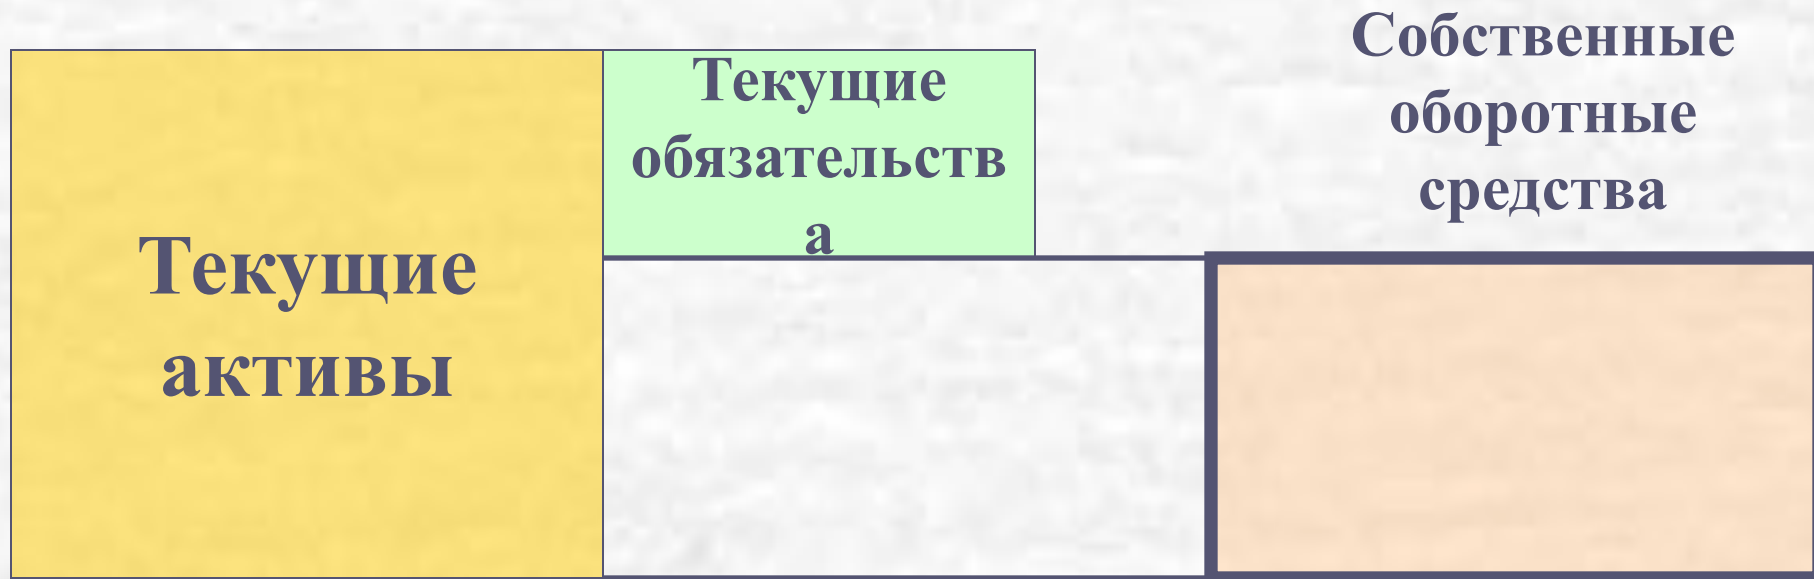 Текущие
активы
Текущие
обязательств
а
Собственные
оборотные
средства